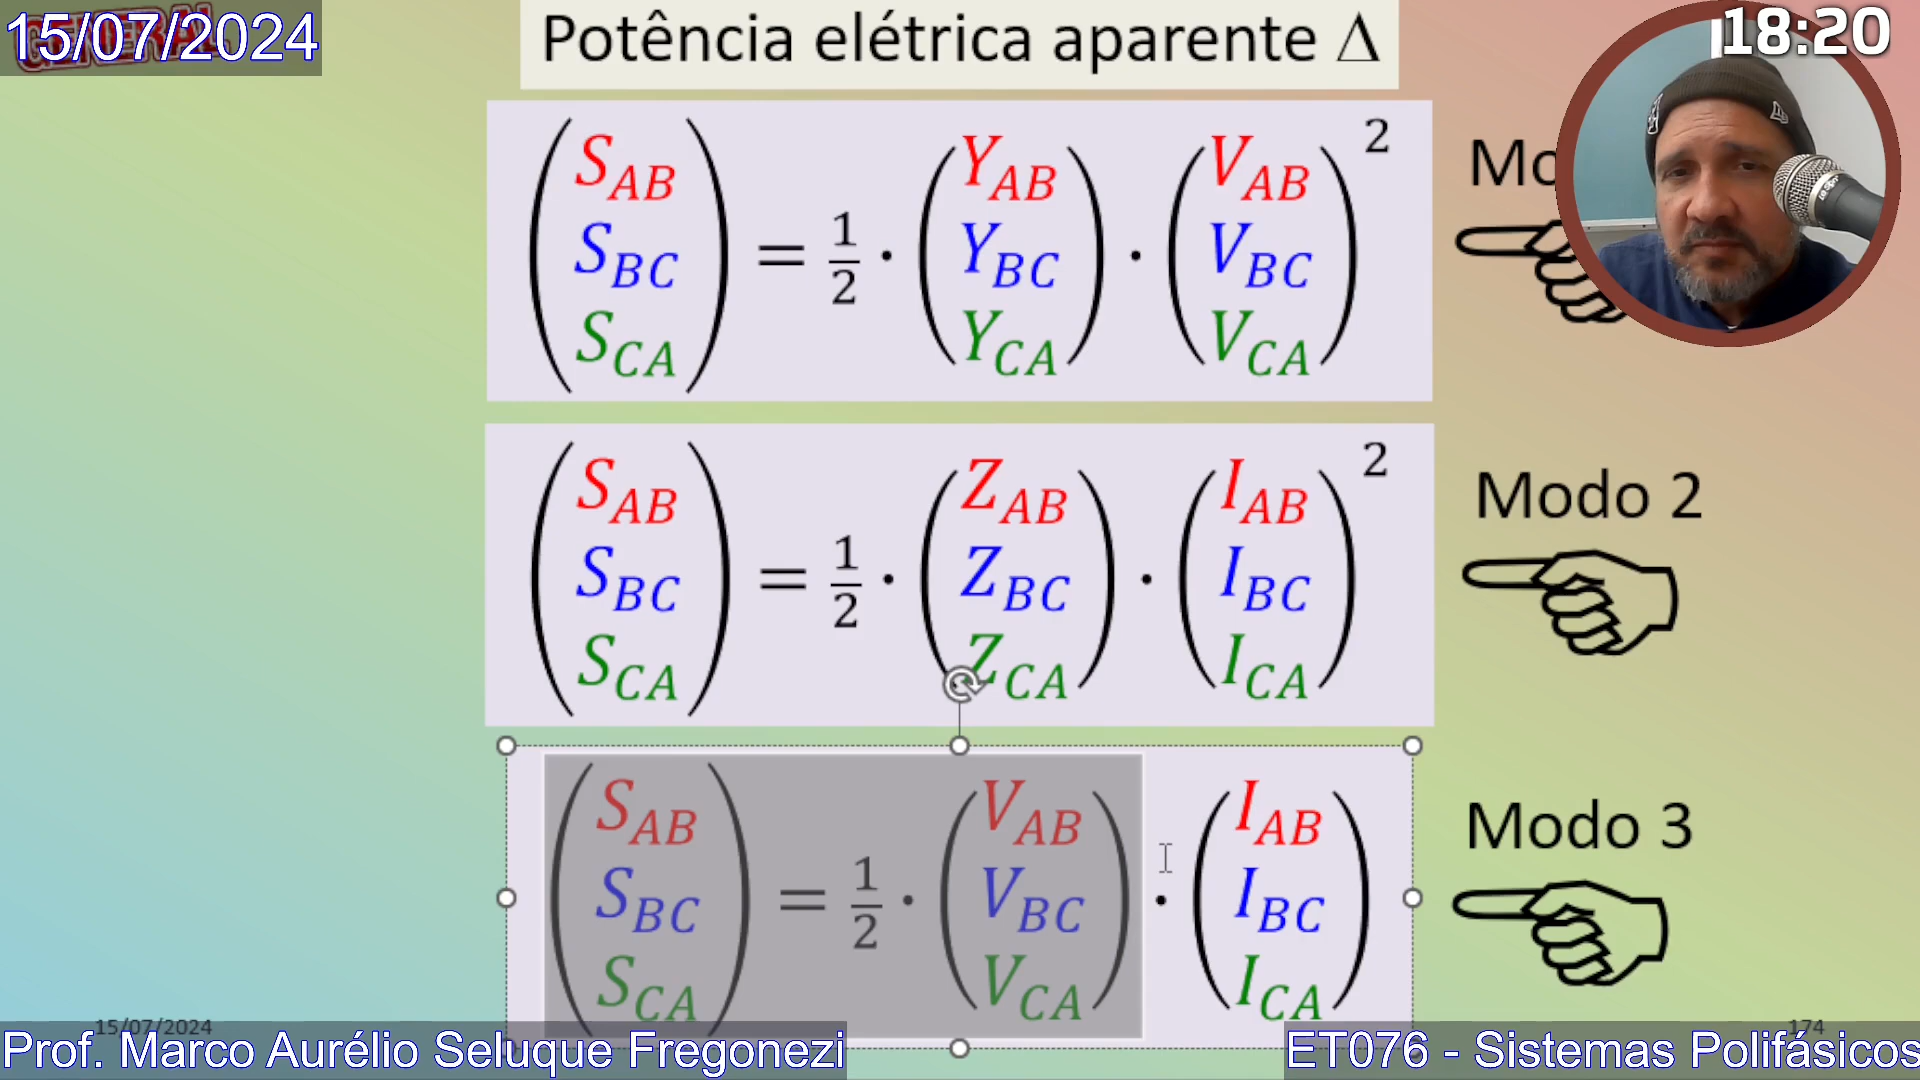 15/07/2024
GENERAL
Potência elétrica aparente Δ
18:20
(S_AB S_BC S_CA) = 1/2 · (Y_AB Y_BC Y_CA) · (V_AB V_BC V_CA)^2
Mo
(S_AB S_BC S_CA) = 1/2 · (Z_AB Z_BC Z_CA) · (I_AB I_BC I_CA)^2
Modo 2
(S_AB S_BC S_CA) = 1/2 · (V_AB V_BC V_CA) · (I_AB I_BC I_CA)
Modo 3
15/07/2024
174
Prof. Marco Aurélio Seluque Fregonezi
ET076 - Sistemas Polifásicos